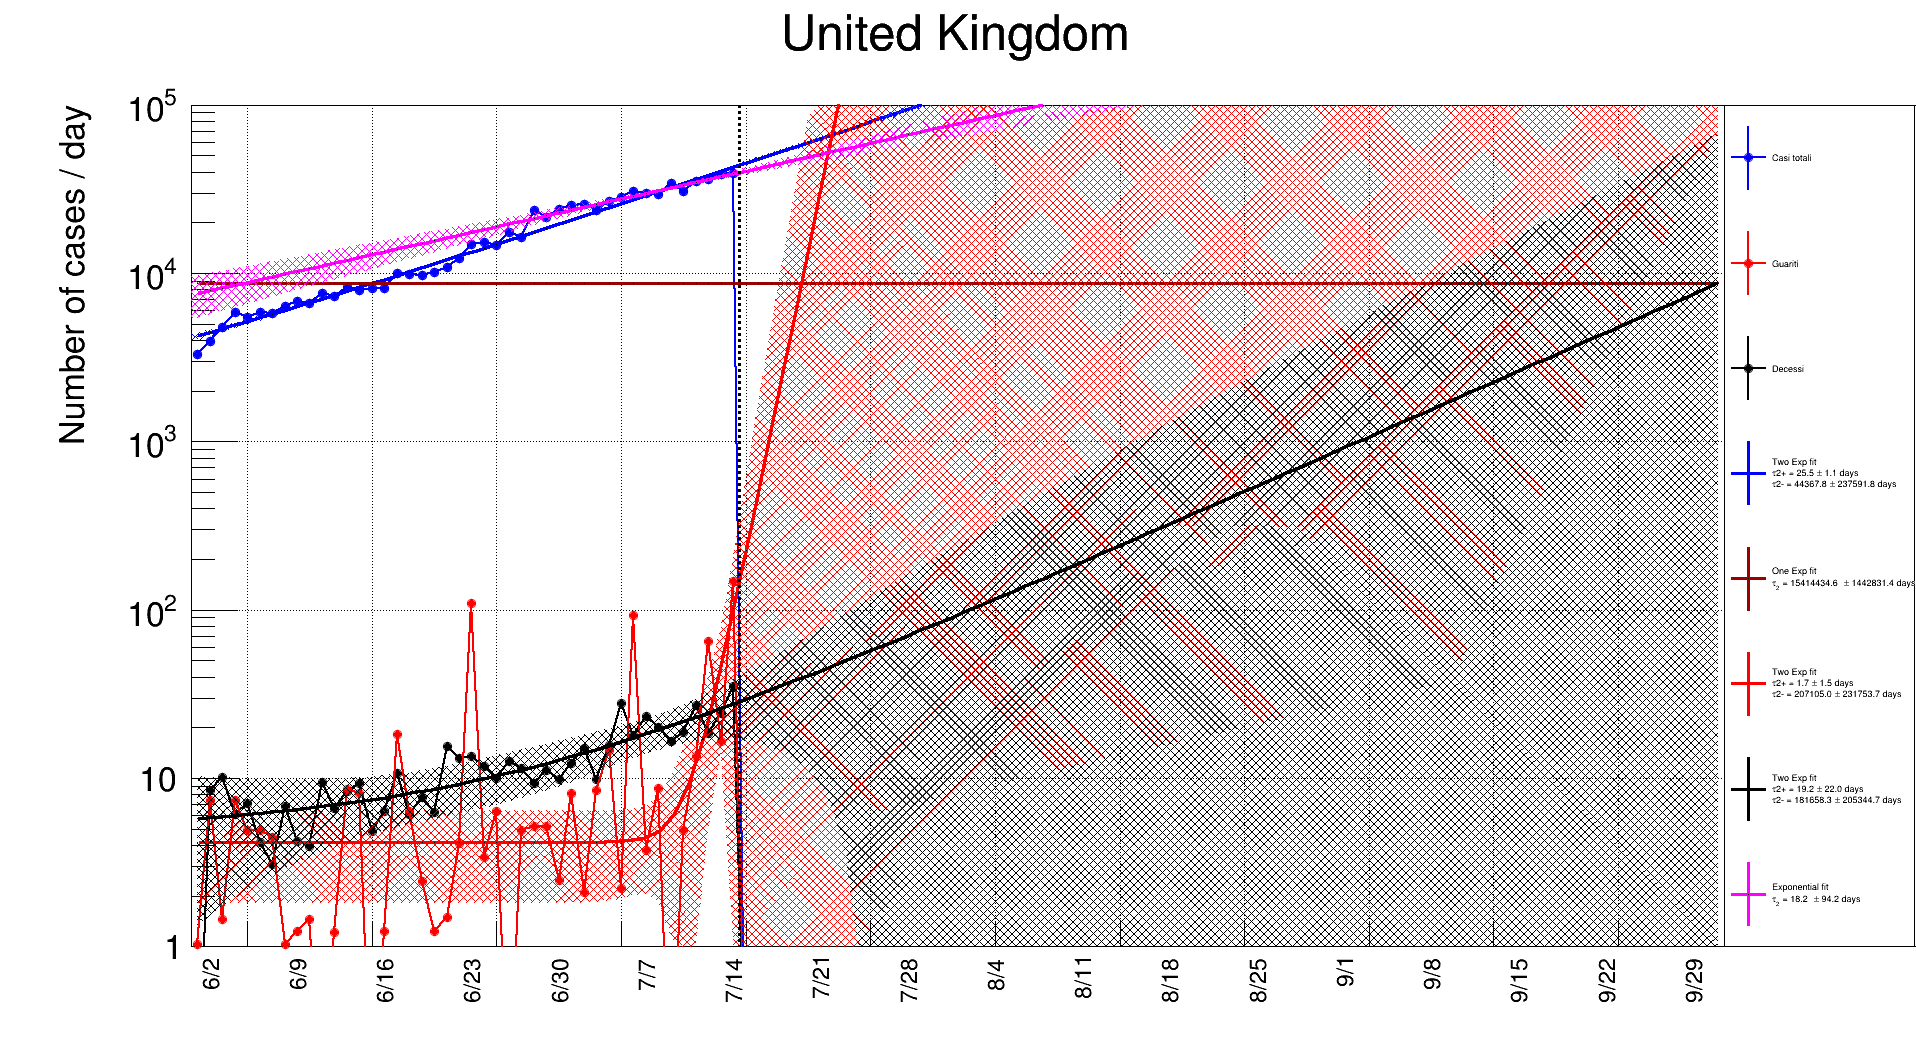 United Kingdom
Number of cases / day
10^5
10^4
10^3
10^2
10
1
6/2
6/9
6/16
6/23
6/30
7/7
7/14
7/21
7/28
8/4
8/11
8/18
8/25
9/1
9/8
9/15
9/22
9/29
Casi totali
Guariti
Decessi
Two Exp fit
τ2+ = 25.5 ± 1.1 days
τ2- = 44367.8 ± 237591.8 days
One Exp fit
τ_2 = 15414434.6 ± 1442831.4 days
Two Exp fit
τ2+ = 1.7 ± 1.5 days
τ2- = 207105.0 ± 231753.7 days
Two Exp fit
τ2+ = 19.2 ± 22.0 days
τ2- = 181658.3 ± 205344.7 days
Exponential fit
τ_2 = 18.2 ± 94.2 days